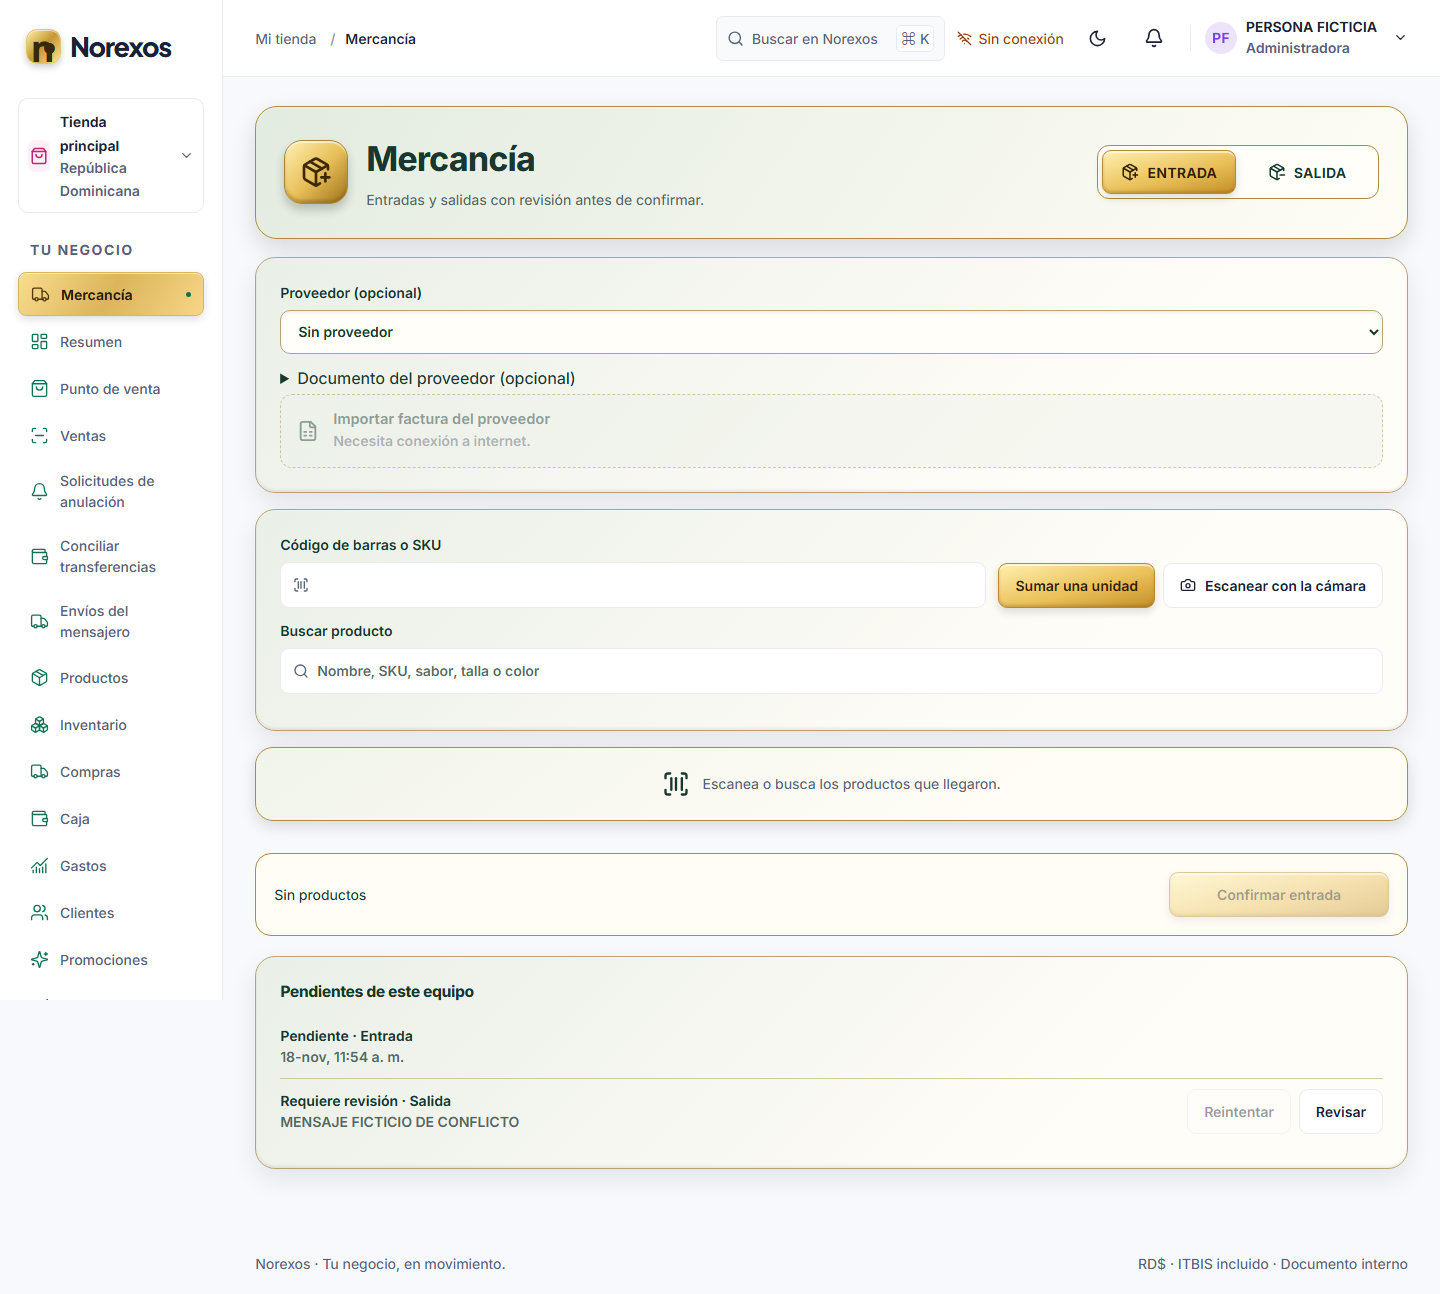 Norexos
Tienda principal
República Dominicana
TU NEGOCIO
Mercancía
Resumen
Punto de venta
Ventas
Solicitudes de anulación
Conciliar transferencias
Envíos del mensajero
Productos
Inventario
Compras
Caja
Gastos
Clientes
Promociones
Mi tienda / Mercancía
Buscar en Norexos ⌘ K
Sin conexión
PF
PERSONA FICTICIA
Administradora
Mercancía
Entradas y salidas con revisión antes de confirmar.
ENTRADA
SALIDA
Proveedor (opcional)
Sin proveedor
Documento del proveedor (opcional)
Importar factura del proveedor
Necesita conexión a internet.
Código de barras o SKU
Sumar una unidad
Escanear con la cámara
Buscar producto
Nombre, SKU, sabor, talla o color
Escanea o busca los productos que llegaron.
Sin productos
Confirmar entrada
Pendientes de este equipo
Pendiente · Entrada
18-nov, 11:54 a. m.
Requiere revisión · Salida
MENSAJE FICTICIO DE CONFLICTO
Reintentar
Revisar
Norexos · Tu negocio, en movimiento.
RD$ · ITBIS incluido · Documento interno